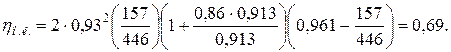 η_{i.ë.} = 2 · 0,93² (157/446) (1 + 0,86 · 0,913/0,913) (0,961 − 157/446) = 0,69.